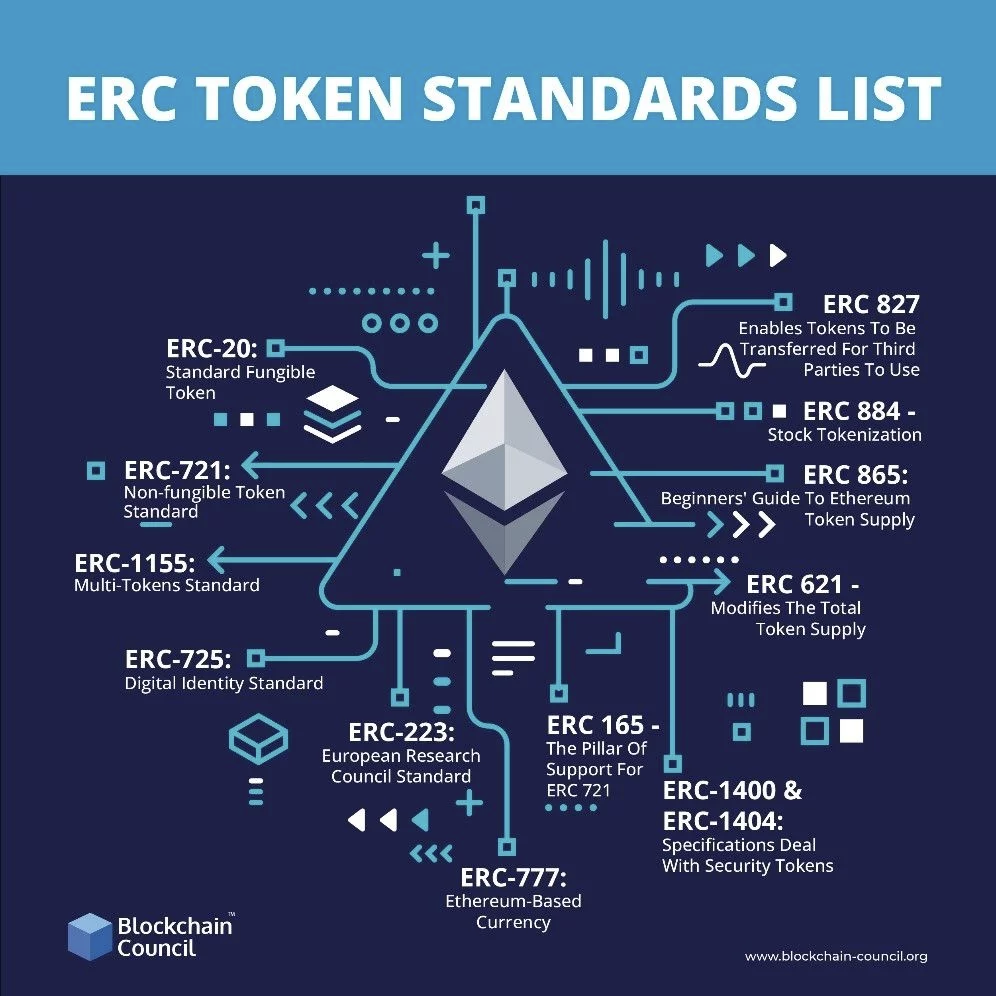 ERC TOKEN STANDARDS LIST
ERC-20:
Standard Fungible
Token
ERC-721:
Non-fungible Token
Standard
ERC-1155:
Multi-Tokens Standard
ERC-725:
Digital Identity Standard
ERC-223:
European Research
Council Standard
ERC-777:
Ethereum-Based
Currency
ERC 165 -
The Pillar Of
Support For
ERC 721
ERC-1400 &
ERC-1404:
Specifications Deal
With Security Tokens
ERC 827
Enables Tokens To Be
Transferred For Third
Parties To Use
ERC 884 -
Stock Tokenization
ERC 865:
Beginners' Guide To Ethereum
Token Supply
ERC 621 -
Modifies The Total
Token Supply
Blockchain™
Council
www.blockchain-council.org